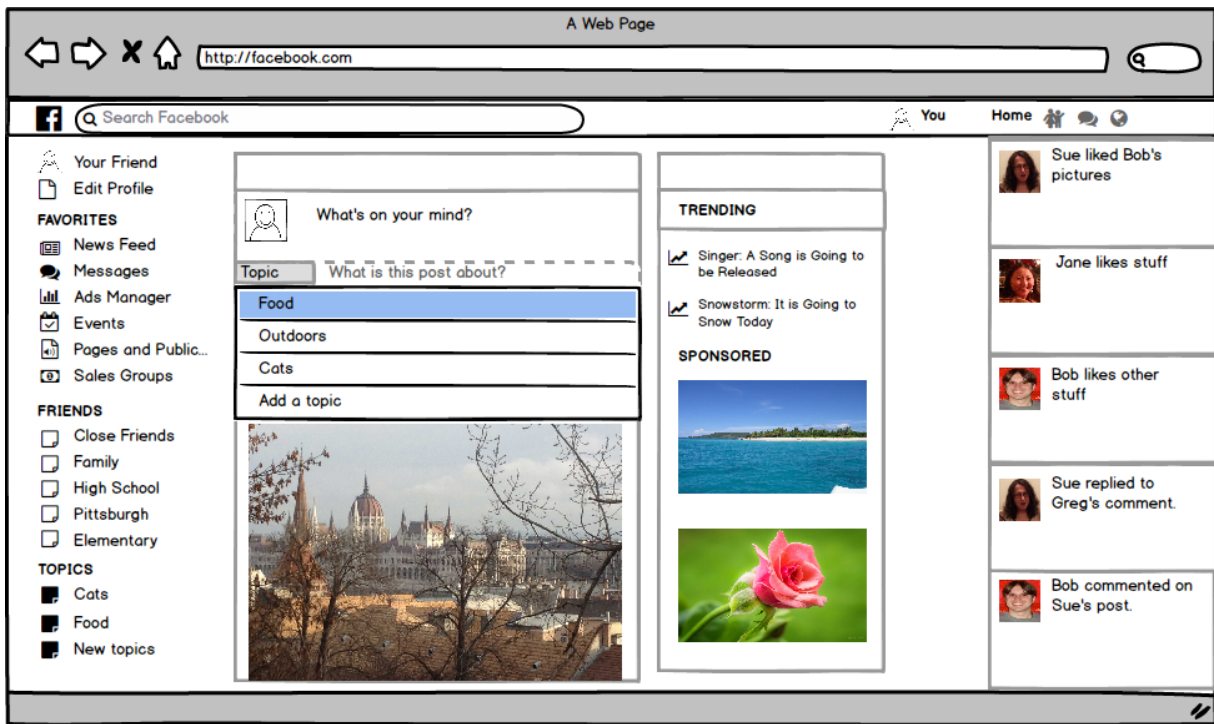 A Web Page
http://facebook.com
Search Facebook
You
Home
Your Friend
Edit Profile
FAVORITES
News Feed
Messages
Ads Manager
Events
Pages and Public...
Sales Groups
FRIENDS
Close Friends
Family
High School
Pittsburgh
Elementary
TOPICS
Cats
Food
New topics
What's on your mind?
Topic
What is this post about?
Food
Outdoors
Cats
Add a topic
TRENDING
Singer: A Song is Going to
be Released
Snowstorm: It is Going to
Snow Today
SPONSORED
Sue liked Bob's
pictures
Jane likes stuff
Bob likes other
stuff
Sue replied to
Greg's comment.
Bob commented on
Sue's post.